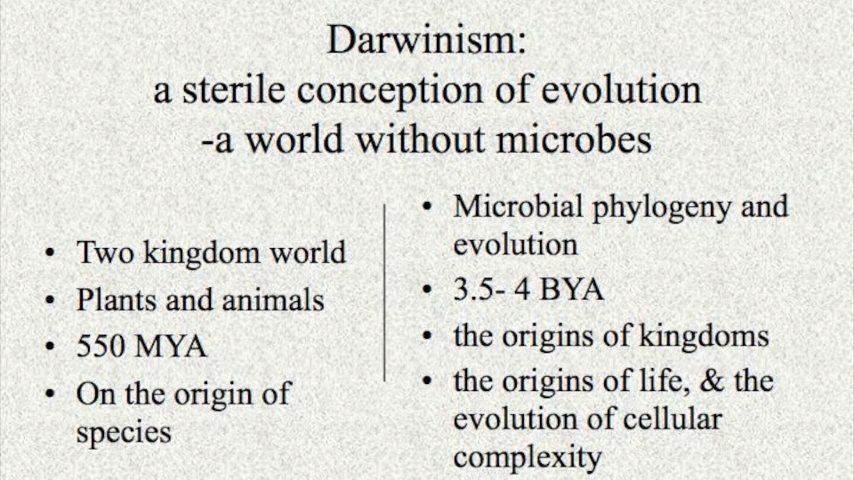 Darwinism:
a sterile conception of evolution
-a world without microbes
• Two kingdom world
• Plants and animals
• 550 MYA
• On the origin of
species
• Microbial phylogeny and
evolution
• 3.5- 4 BYA
• the origins of kingdoms
• the origins of life, & the
evolution of cellular
complexity